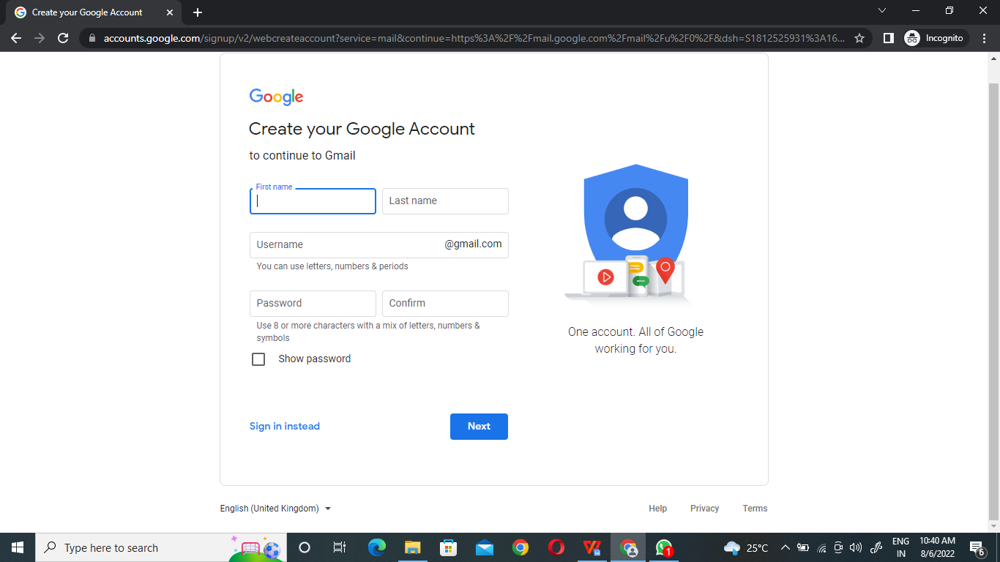 Create your Google Account
accounts.google.com/signup/v2/webcreateaccount?service=mail&continue=https%3A%2F%2Fmail.google.com%2Fmail%2Fu%2F0%2F&dsh=S1812525931%3A16...
Incognito
Google
Create your Google Account
to continue to Gmail
First name
Last name
Username
@gmail.com
You can use letters, numbers & periods
Password
Confirm
Use 8 or more characters with a mix of letters, numbers &
symbols
Show password
One account. All of Google
working for you.
Sign in instead
Next
English (United Kingdom)
Help
Privacy
Terms
Type here to search
1
25°C
ENG
IN
10:40 AM
8/6/2022
6